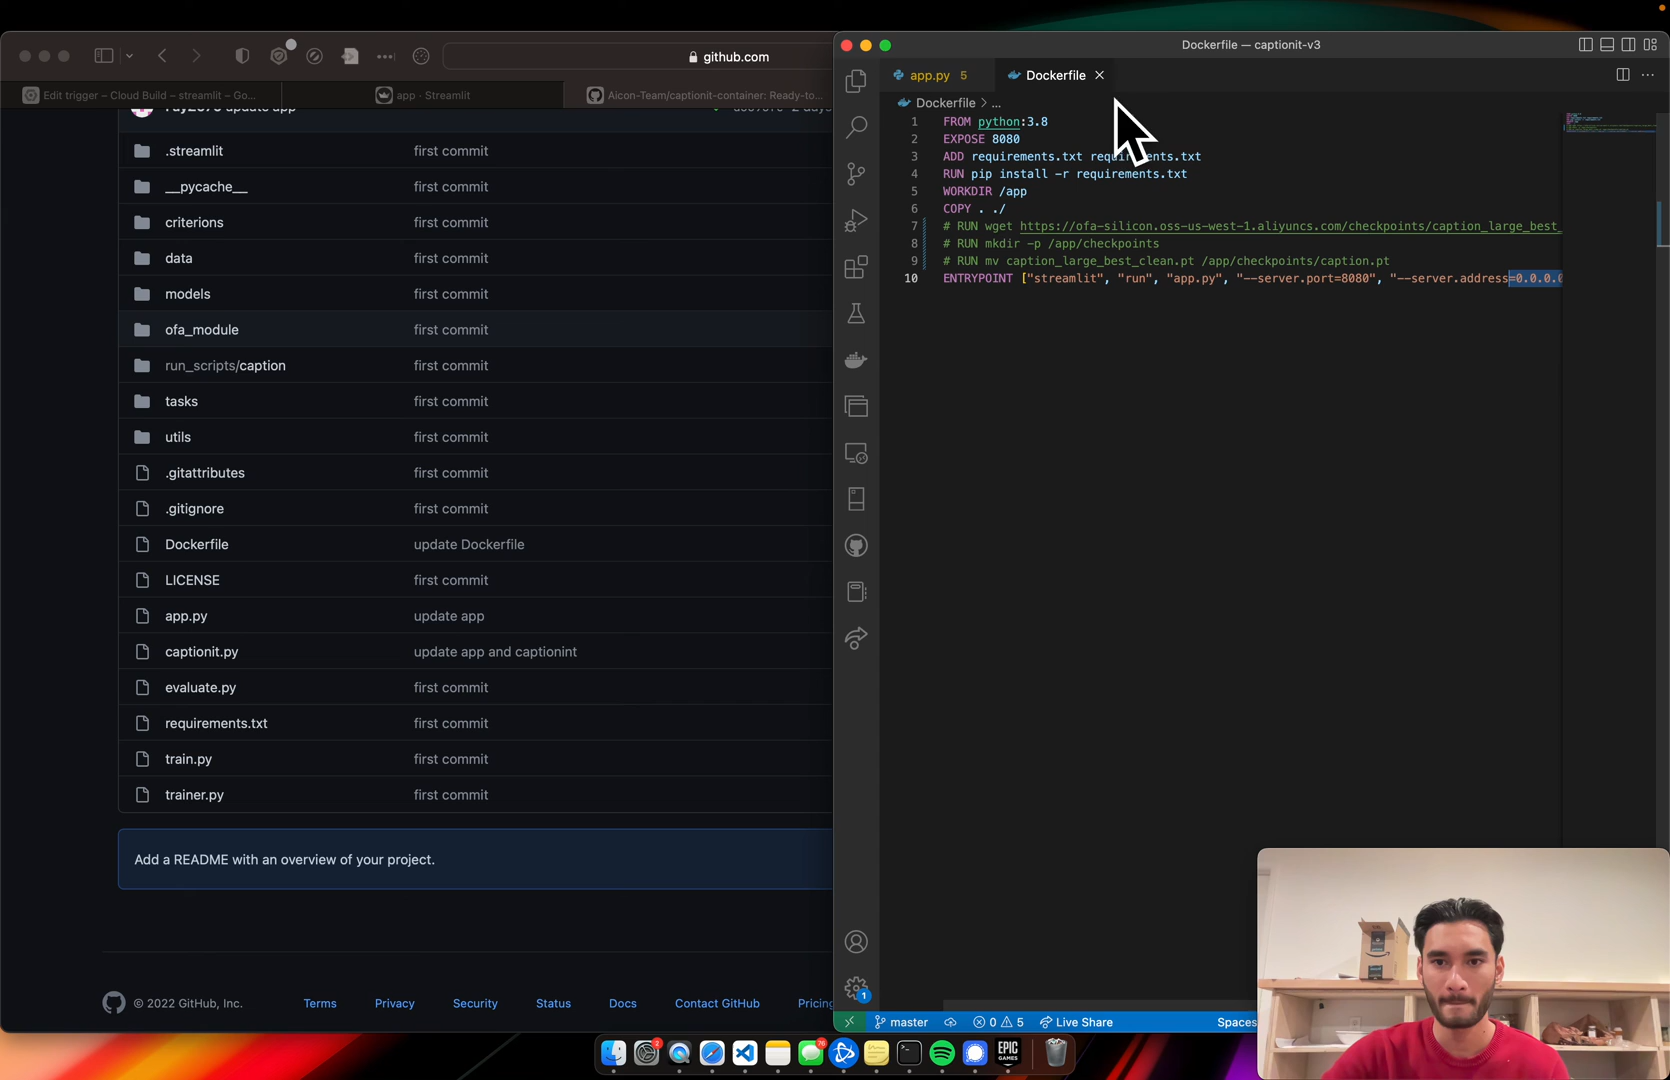 github.com
Edit trigger – Cloud Build – streamlit – Go...
app · Streamlit
Aicon-Team/captionit-container: Ready-to...
update app
.streamlit first commit
__pycache__ first commit
criterions first commit
data first commit
models first commit
ofa_module first commit
run_scripts/caption first commit
tasks first commit
utils first commit
.gitattributes first commit
.gitignore first commit
Dockerfile update Dockerfile
LICENSE first commit
app.py update app
captionit.py update app and captionint
evaluate.py first commit
requirements.txt first commit
train.py first commit
trainer.py first commit
Add a README with an overview of your project.
© 2022 GitHub, Inc. Terms Privacy Security Status Docs Contact GitHub Pricing
Dockerfile — captionit-v3
app.py 5
Dockerfile
Dockerfile > ...
1 FROM python:3.8
2 EXPOSE 8080
3 ADD requirements.txt requirements.txt
4 RUN pip install -r requirements.txt
5 WORKDIR /app
6 COPY . ./
7 # RUN wget https://ofa-silicon.oss-us-west-1.aliyuncs.com/checkpoints/caption_large_best_
8 # RUN mkdir -p /app/checkpoints
9 # RUN mv caption_large_best_clean.pt /app/checkpoints/caption.pt
10 ENTRYPOINT ["streamlit", "run", "app.py", "--server.port=8080", "--server.address=0.0.0.0
1
master 0 5 Live Share Spaces
2
76
EPIC
GAMES